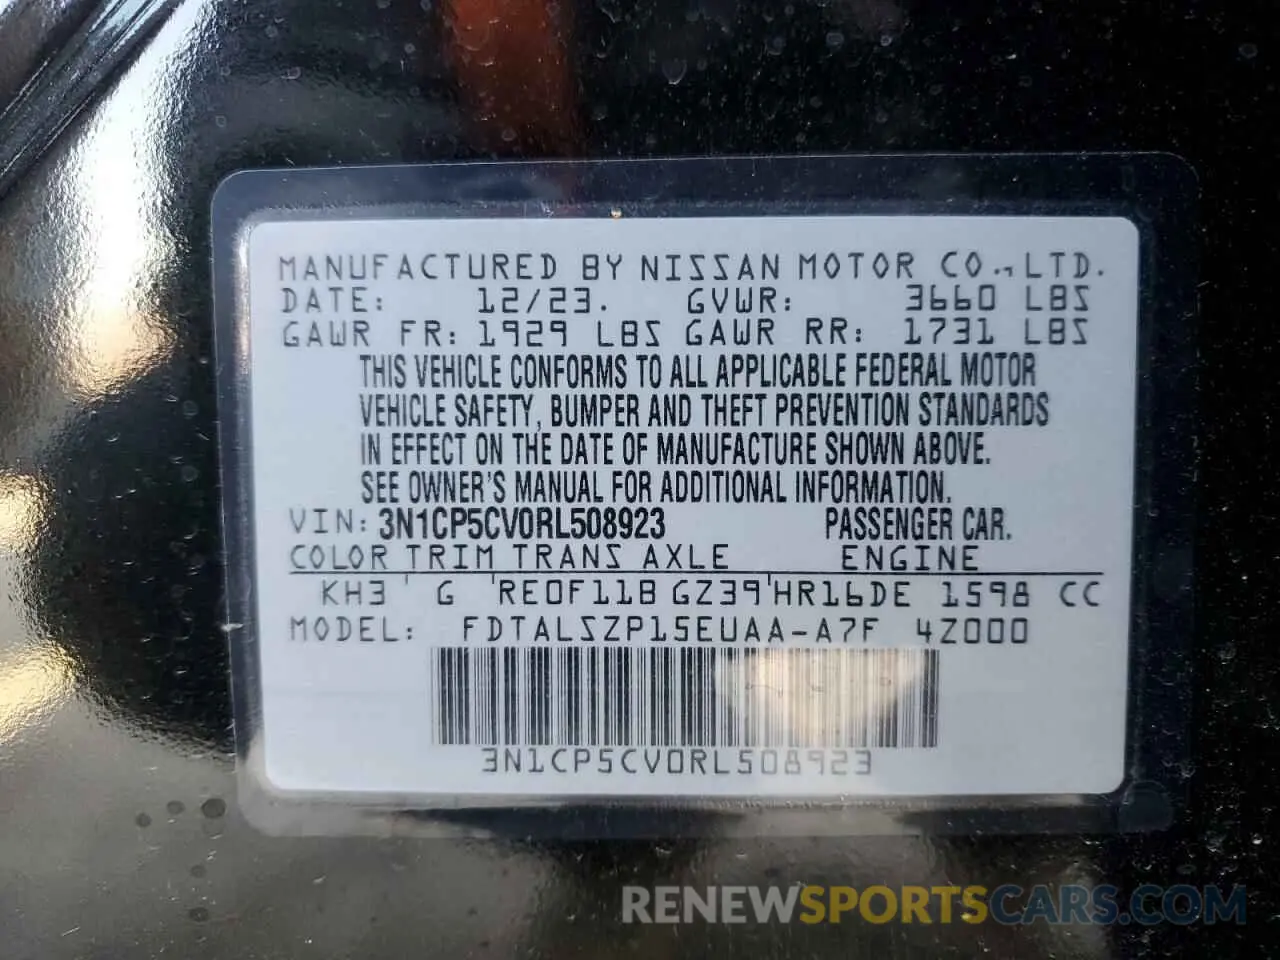 MANUFACTURED BY NISSAN MOTOR CO.,LTD.
DATE: 12/23. GVWR: 3660 LBS
GAWR FR: 1929 LBS GAWR RR: 1731 LBS
THIS VEHICLE CONFORMS TO ALL APPLICABLE FEDERAL MOTOR
VEHICLE SAFETY, BUMPER AND THEFT PREVENTION STANDARDS
IN EFFECT ON THE DATE OF MANUFACTURE SHOWN ABOVE.
SEE OWNER'S MANUAL FOR ADDITIONAL INFORMATION.
VIN: 3N1CP5CV0RL508923 PASSENGER CAR.
COLOR TRIM TRANS AXLE ENGINE
KH3 ' G 'RE0F11B GZ39'HR16DE 1598 CC
MODEL: FDTALSZP15EUAA-A7F 4Z000
3N1CP5CV0RL508923
RENEWSPORTSCARS.COM